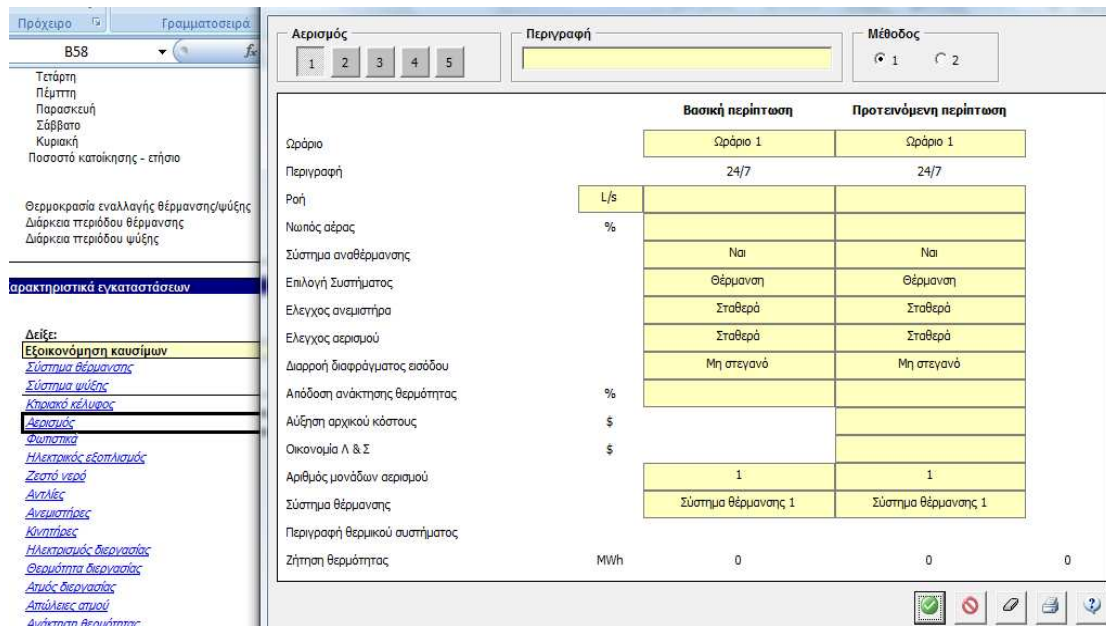 Πρόχειρο
Γραμματοσειρά
B58
Τετάρτη
Πέμπτη
Παρασκευή
Σάββατο
Κυριακή
Ποσοστό κατοίκησης - ετήσιο
Θερμοκρασία εναλλαγής θέρμανσης/ψύξης
Διάρκεια περιόδου θέρμανσης
Διάρκεια περιόδου ψύξης
αρακτηριστικά εγκαταστάσεων
Δείξε:
Εξοικονόμηση καυσίμων
Σύστημα θέρμανσης
Σύστημα ψύξης
Κτιριακό κέλυφος
Αερισμός
Φωτιστικά
Ηλεκτρικός εξοπλισμός
Ζεστό νερό
Αντλίες
Ανεμιστήρες
Κινητήρες
Ηλεκτρισμός διεργασίας
Θερμότητα διεργασίας
Ατμός διεργασίας
Απώλειες ατμού
Ανάκτηση θερμότητας
Αερισμός
1 2 3 4 5
Περιγραφή
Μέθοδος
1 2
Βασική περίπτωση Προτεινόμενη περίπτωση
Ωράριο Ωράριο 1 Ωράριο 1
Περιγραφή 24/7 24/7
Ροή L/s
Νωπός αέρας %
Σύστημα αναθέρμανσης Ναι Ναι
Επιλογή Συστήματος Θέρμανση Θέρμανση
Ελεγχος ανεμιστήρα Σταθερά Σταθερά
Ελεγχος αερισμού Σταθερά Σταθερά
Διαρροή διαφράγματος εισόδου Μη στεγανό Μη στεγανό
Απόδοση ανάκτησης θερμότητας %
Αύξηση αρχικού κόστους $
Οικονομία Λ & Σ $
Αριθμός μονάδων αερισμού 1 1
Σύστημα θέρμανσης Σύστημα θέρμανσης 1 Σύστημα θέρμανσης 1
Περιγραφή θερμικού συστήματος
Ζήτηση θερμότητας MWh 0 0 0